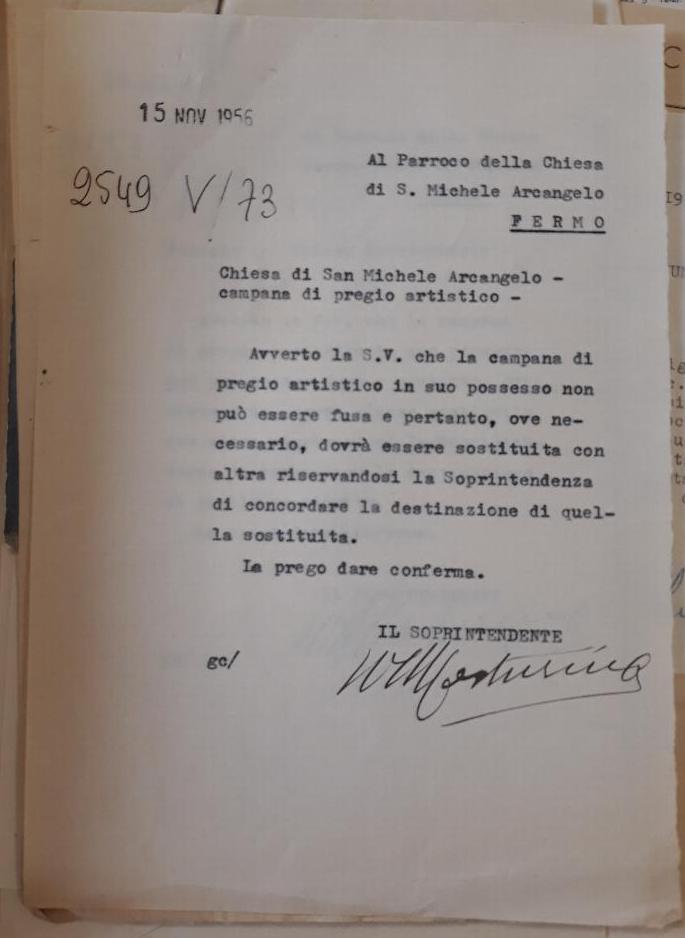 15 NOV 1956
2549 V/73
Al Parroco della Chiesa
di S. Michele Arcangelo
FERMO
Chiesa di San Michele Arcangelo -
campana di pregio artistico -
Avverto la S.V. che la campana di
pregio artistico in suo possesso non
può essere fusa e pertanto, ove ne-
cessario, dovrà essere sostituita con
altra riservandosi la Soprintendenza
di concordare la destinazione di quel-
la sostituita.
La prego dare conferma.
IL SOPRINTENDENTE
gc/